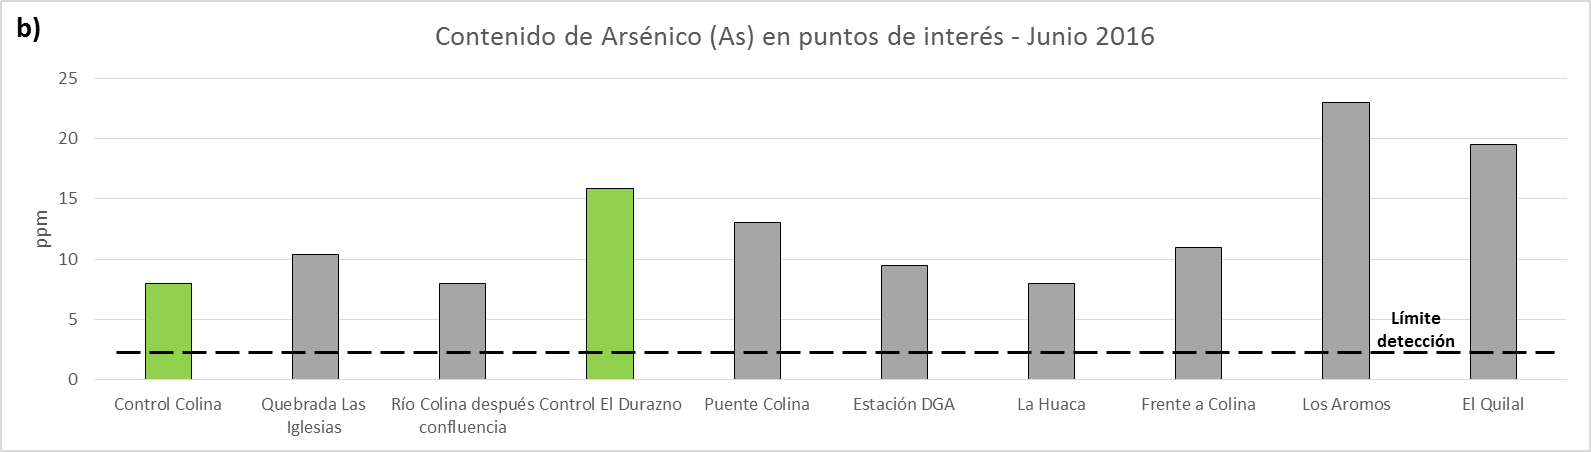 b)
Contenido de Arsénico (As) en puntos de interés - Junio 2016
25
20
15
10
5
0
ppm
Límite
detección
Control Colina
Quebrada Las
Iglesias
Río Colina después
confluencia
Control El Durazno
Puente Colina
Estación DGA
La Huaca
Frente a Colina
Los Aromos
El Quilal